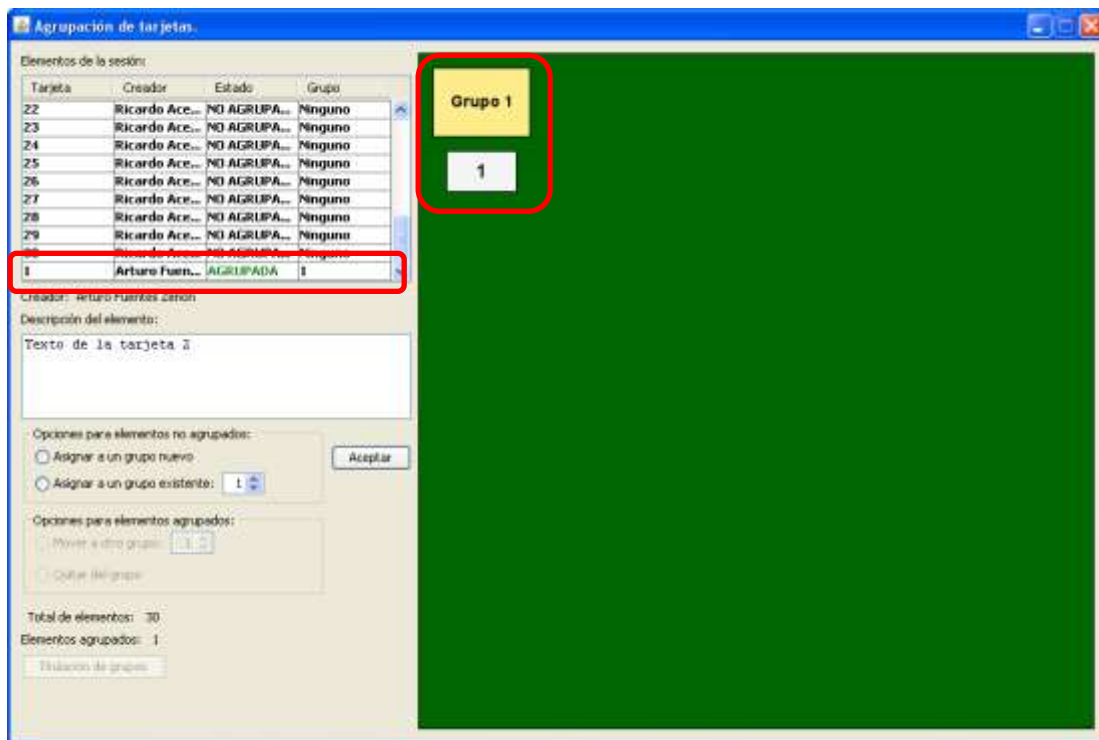 Agrupación de tarjetas.
Elementos de la sesión:
Tarjeta Creador Estado Grupo
22 Ricardo Ace... NO AGRUPA... Ninguno
23 Ricardo Ace... NO AGRUPA... Ninguno
24 Ricardo Ace... NO AGRUPA... Ninguno
25 Ricardo Ace... NO AGRUPA... Ninguno
26 Ricardo Ace... NO AGRUPA... Ninguno
27 Ricardo Ace... NO AGRUPA... Ninguno
28 Ricardo Ace... NO AGRUPA... Ninguno
29 Ricardo Ace... NO AGRUPA... Ninguno
1 Arturo Fuen... AGRUPADA 1
Creador: Arturo Fuentes Zenón
Descripción del elemento:
Texto de la tarjeta
Opciones para elementos no agrupados:
Asignar a un grupo nuevo
Asignar a un grupo existente: 1
Aceptar
Opciones para elementos agrupados:
Mover a otro grupo: 1
Quitar del grupo
Total de elementos: 30
Elementos agrupados: 1
Titulación de grupos
Grupo 1
1